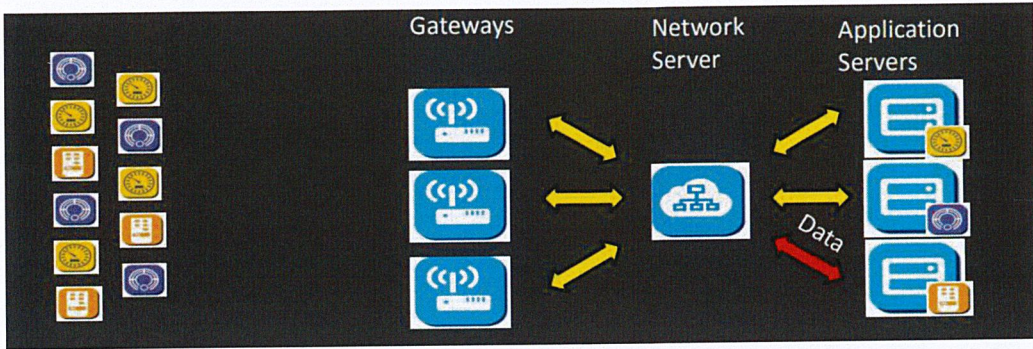 Gateways
Network
Server
Application
Servers
Data